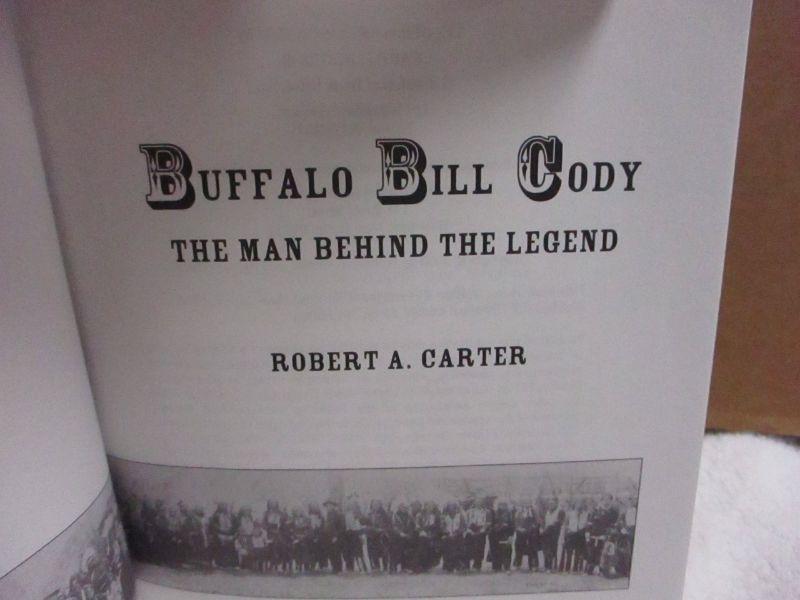 BUFFALO BILL CODY
THE MAN BEHIND THE LEGEND
ROBERT A. CARTER